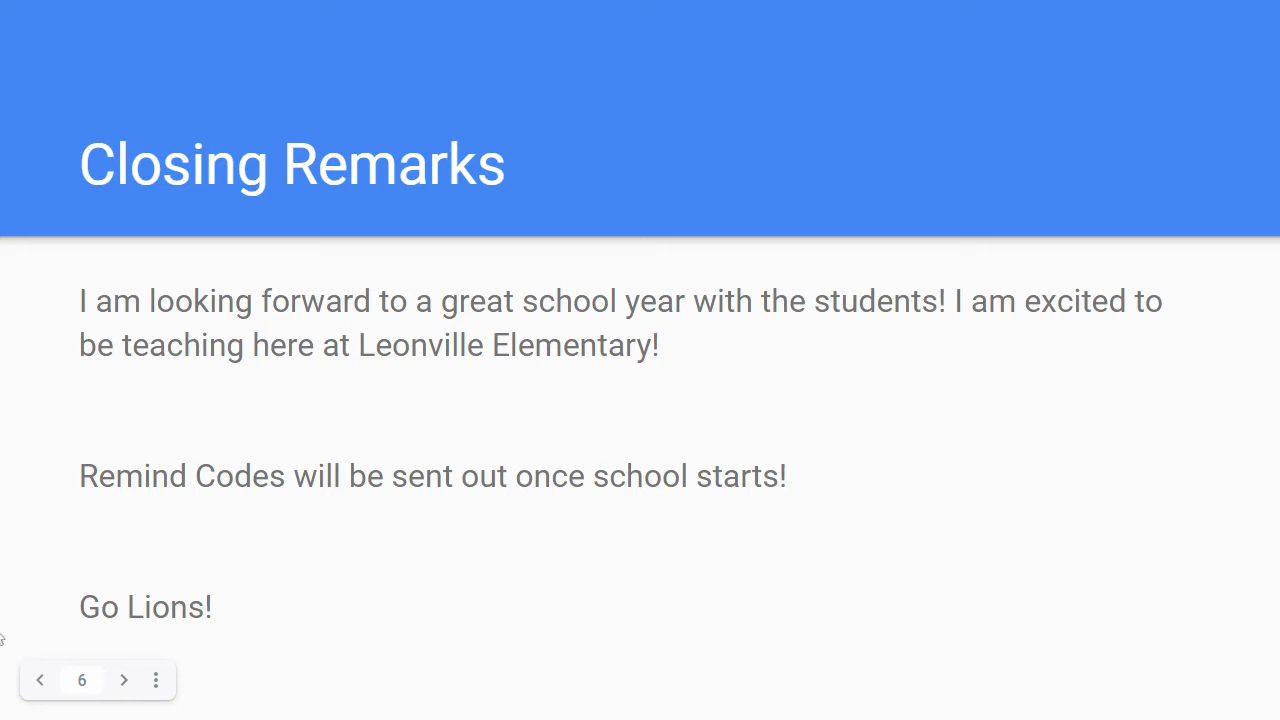 Closing Remarks
I am looking forward to a great school year with the students! I am excited to
be teaching here at Leonville Elementary!
Remind Codes will be sent out once school starts!
Go Lions!
6